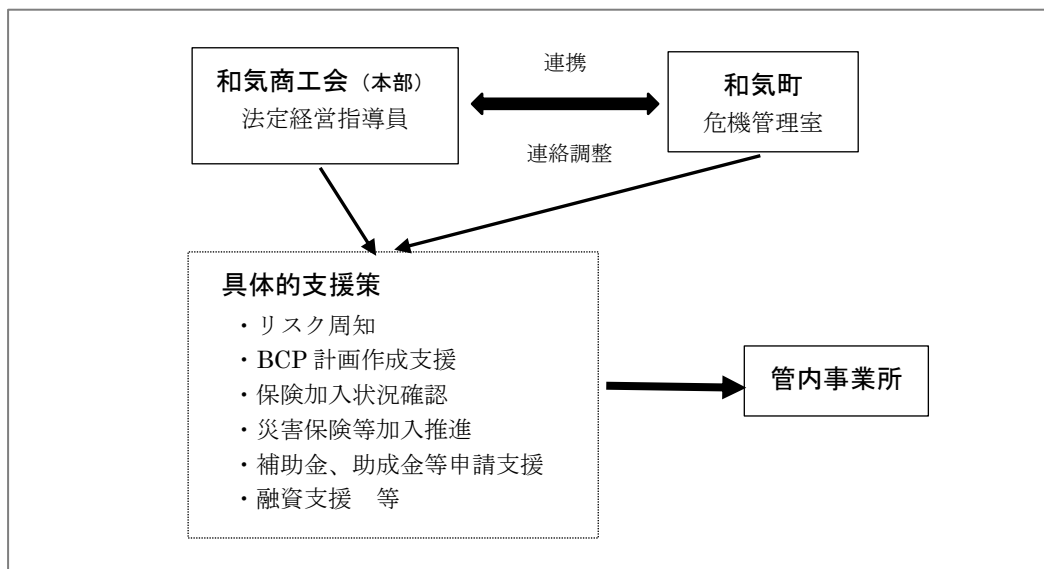 和気商工会（本部）
法定経営指導員
連携
連絡調整
和気町
危機管理室
具体的支援策
・リスク周知
・BCP 計画作成支援
・保険加入状況確認
・災害保険等加入推進
・補助金、助成金等申請支援
・融資支援　等
管内事業所